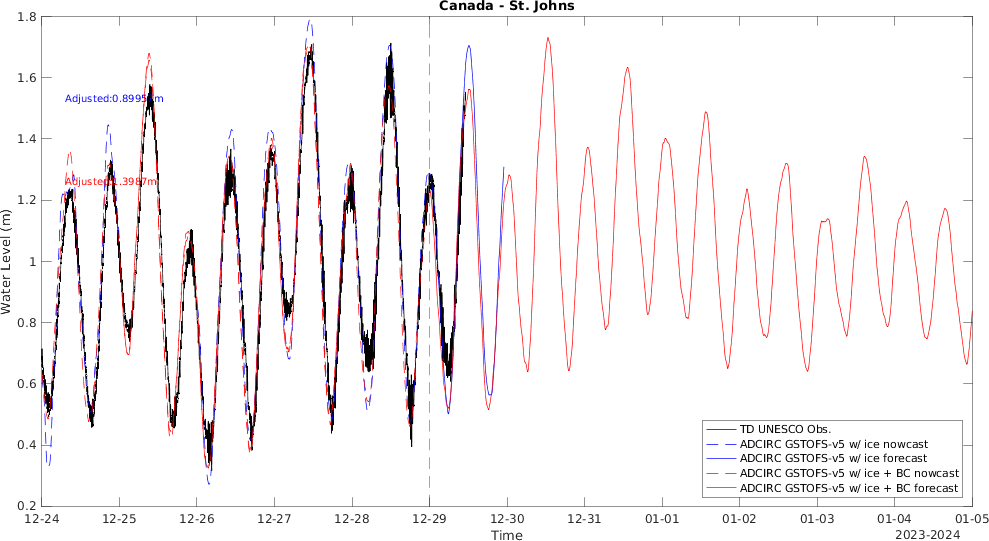 Canada - St. Johns
1.8
1.6
1.4
1.2
1
0.8
0.6
0.4
0.2
Water Level (m)
Adjusted:0.8995m
Adjusted:1.3987m
TD UNESCO Obs.
ADCIRC GSTOFS-v5 w/ ice nowcast
ADCIRC GSTOFS-v5 w/ ice forecast
ADCIRC GSTOFS-v5 w/ ice + BC nowcast
ADCIRC GSTOFS-v5 w/ ice + BC forecast
12-24 12-25 12-26 12-27 12-28 12-29 12-30 12-31 01-01 01-02 01-03 01-04 01-05
Time
2023-2024